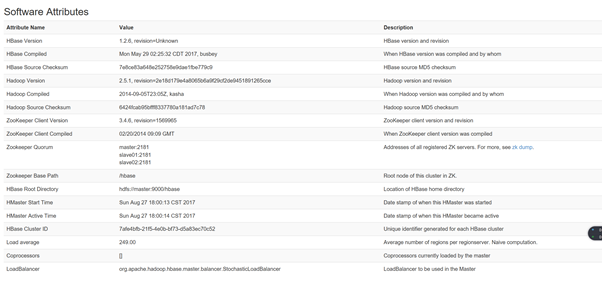 Software Attributes
Attribute Name Value Description
HBase Version 1.2.6, revision=Unknown HBase version and revision
HBase Compiled Mon May 29 02:25:32 CDT 2017, busbey When HBase version was compiled and by whom
HBase Source Checksum 7e8ce83a648e252758e9dae1fbe779c9 HBase source MD5 checksum
Hadoop Version 2.5.1, Hadoop version and revision
Hadoop Compiled 2014-09-05T23:05Z, kasha When Hadoop version was compiled and by whom
Hadoop Source Checksum 6424fcab95bfff8337780a181ad7c78 Hadoop source MD5 checksum
ZooKeeper Client Version 3.4.6, revision=1569965 ZooKeeper client version and revision
ZooKeeper Client Compiled 02/20/2014 09:09 GMT When ZooKeeper client version was compiled
Zookeeper Quorum master:2181 Addresses of all registered ZK servers. For more, see zk dump.
slave01:2181
slave02:2181
Zookeeper Base Path /hbase Root node of this cluster in ZK.
HBase Root Directory hdfs://master:9000/hbase Location of HBase home directory
HMaster Start Time Sun Aug 27 18:00:13 CST 2017 Date stamp of when this HMaster was started
HMaster Active Time Sun Aug 27 18:00:14 CST 2017 Date stamp of when this HMaster became active
HBase Cluster ID 7afe4bfb-21f5-4e0b-bf73-d5a83ec70c52 Unique identifier generated for each HBase cluster
Load average 249.00 Average number of regions per regionserver. Naive computation.
Coprocessors [] Coprocessors currently loaded by the master
LoadBalancer org.apache.hadoop.hbase.master.balancer.StochasticLoadBalancer LoadBalancer to be used in the Master